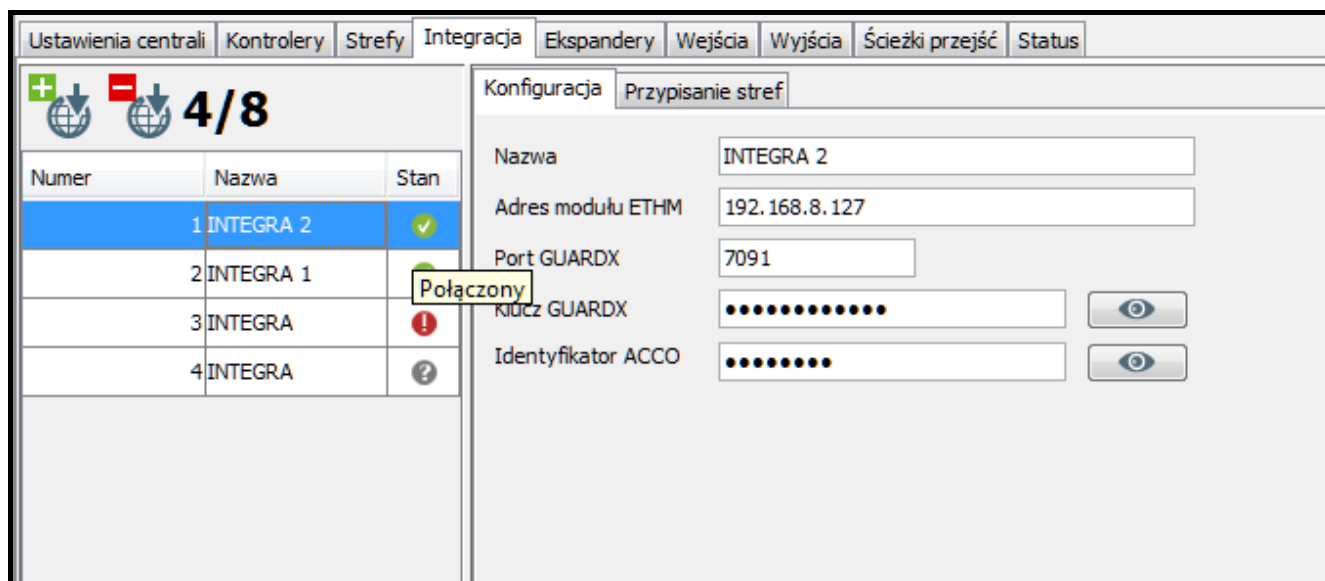 Ustawienia centrali Kontrolery Strefy Integracja Ekspandery Wejścia Wyjścia Ścieżki przejść Status
4/8
Numer Nazwa Stan
1 INTEGRA 2
2 INTEGRA 1
Połączony
3 INTEGRA
4 INTEGRA
Konfiguracja Przypisanie stref
Nazwa INTEGRA 2
Adres modułu ETHM 192.168.8.127
Port GUARDX 7091
Klucz GUARDX ••••••••••••
Identyfikator ACCO ••••••••